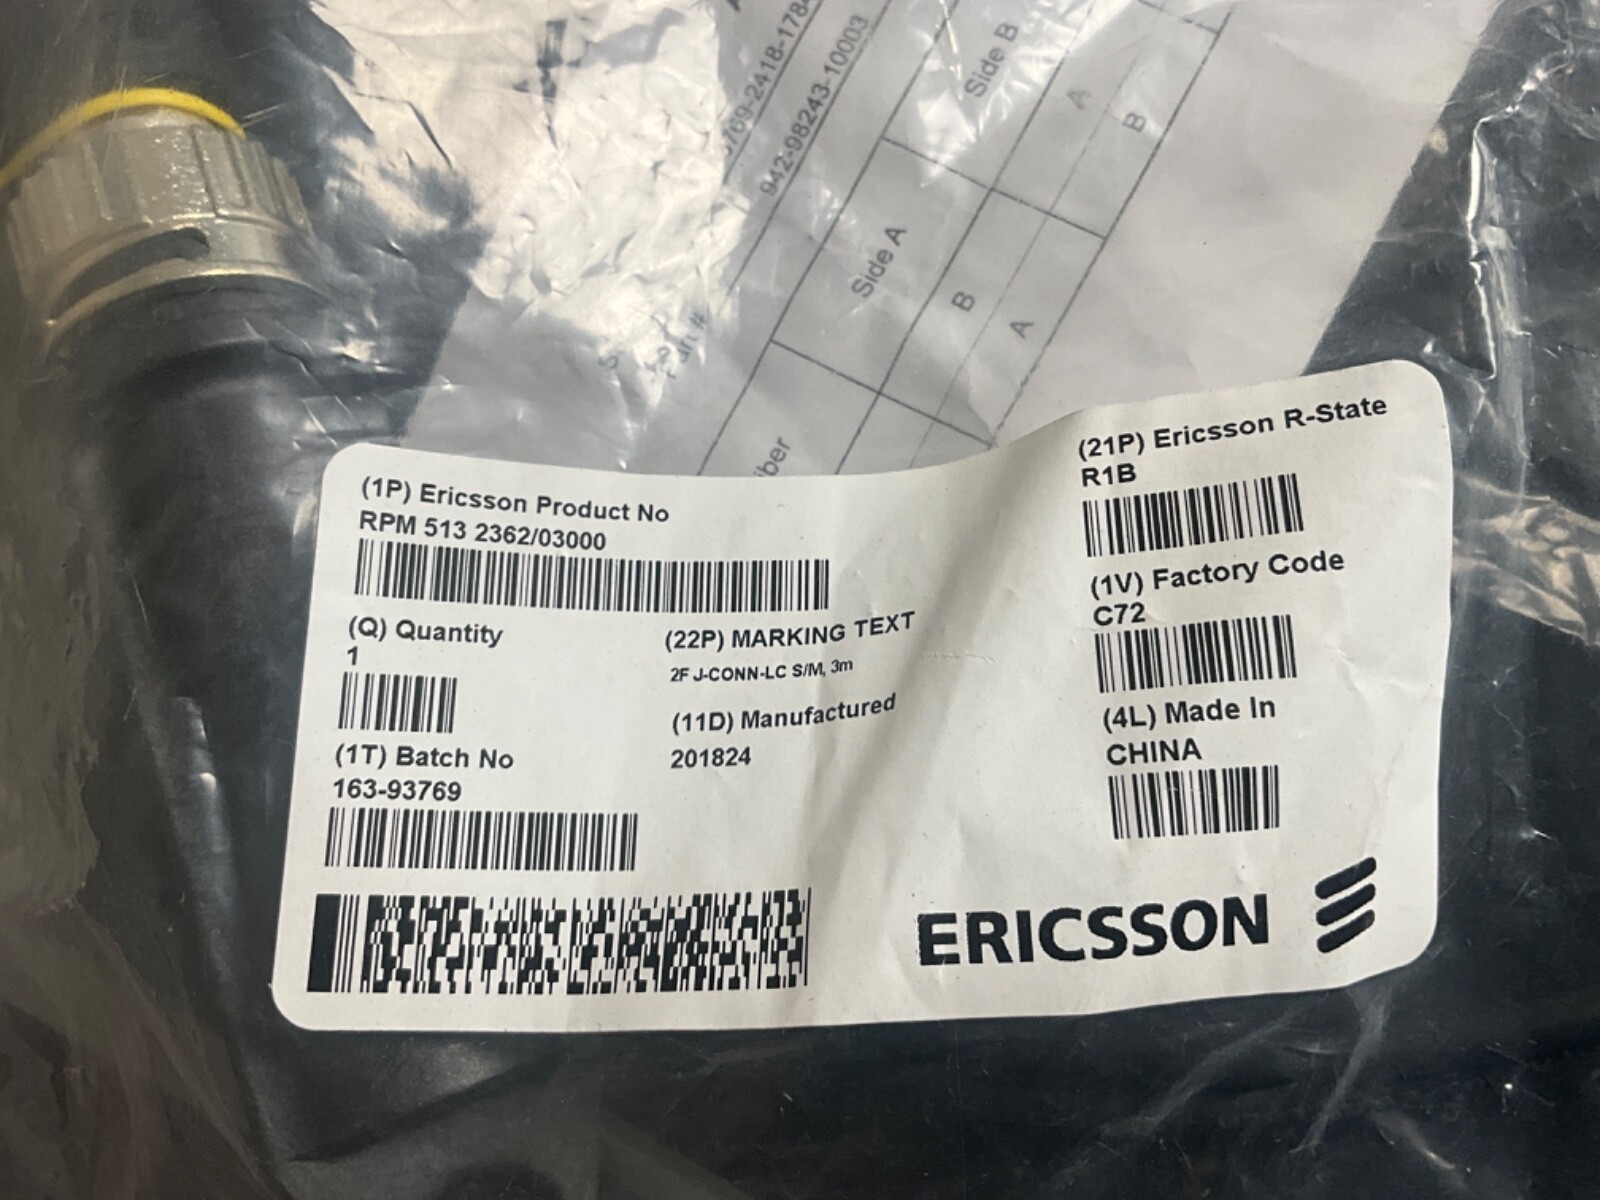 942-98243-10003
Side B
A
B
Side A
B
A
(1P) Ericsson Product No
RPM 513 2362/03000
(Q) Quantity
1
(22P) MARKING TEXT
2F J-CONN-LC S/M, 3m
(11D) Manufactured
201824
(1T) Batch No
163-93769
(21P) Ericsson R-State
R1B
(1V) Factory Code
C72
(4L) Made In
CHINA
ERICSSON